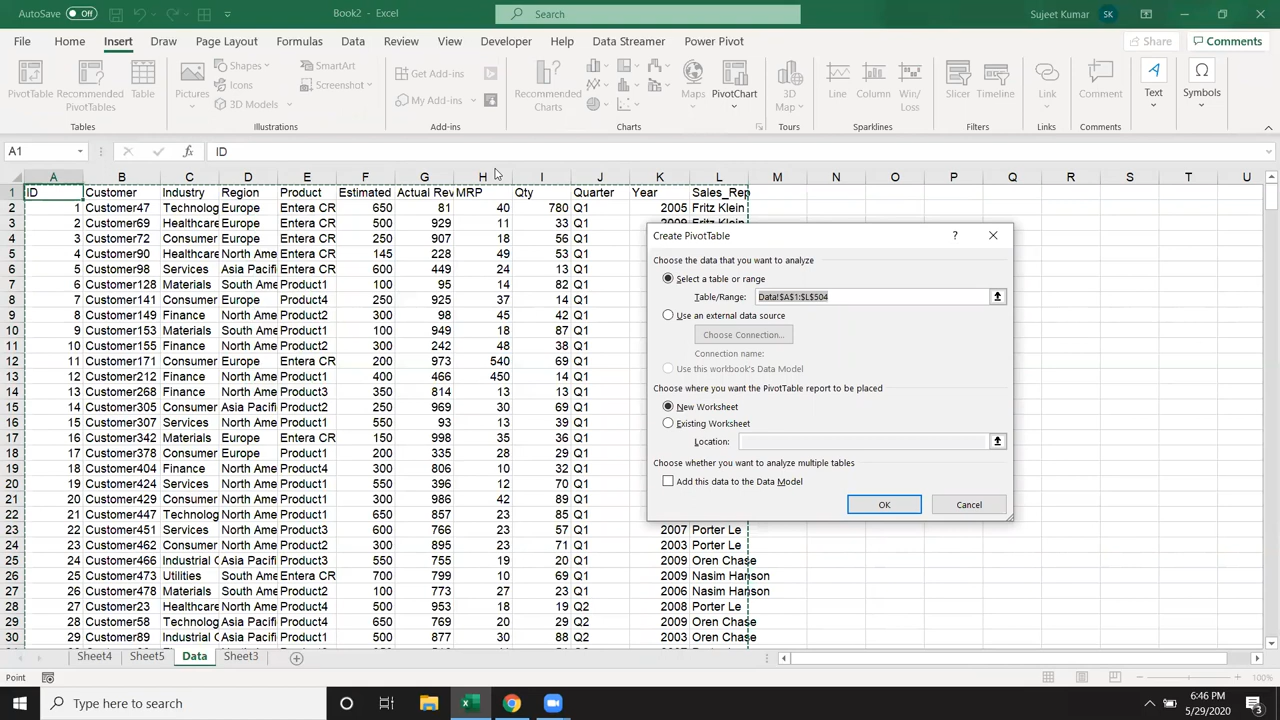 AutoSave Off
Book2 - Excel
Search
Sujeet Kumar SK
File Home Insert Draw Page Layout Formulas Data Review View Developer Help Data Streamer Power Pivot Share Comments
PivotTable Recommended PivotTables Table Pictures Shapes Icons 3D Models SmartArt Screenshot Get Add-ins My Add-ins Recommended Charts Maps PivotChart 3D Map Line Column Win/Loss Slicer Timeline Link Comment Text Symbols
Tables Illustrations Add-ins Charts Tours Sparklines Filters Links Comments
A1 fx ID
A B C D E F G H I J K L M N O P Q R S T U
1 ID Customer Industry Region Product Estimated Actual Rev MRP Qty Quarter Year Sales_Rep
2 1 Customer47 Technolog Europe Entera CR 650 81 40 780 Q1 2005 Fritz Klein
3 2 Customer69 Healthcare Europe Entera CR 500 929 11 33 Q1
4 3 Customer72 Consumer Europe Entera CR 250 907 18 56 Q1
5 4 Customer90 Healthcare Europe Entera CR 145 228 49 53 Q1
6 5 Customer98 Services Asia Pacifi Entera CR 600 449 24 13 Q1
7 6 Customer128 Materials South Ame Product1 500 95 14 82 Q1
8 7 Customer141 Consumer Europe Product4 250 925 37 14 Q1
9 8 Customer149 Finance North Ame Product2 300 98 45 42 Q1
10 9 Customer153 Materials South Ame Product1 100 949 18 87 Q1
11 10 Customer155 Finance North Ame Product1 300 242 48 38 Q1
12 11 Customer171 Consumer Europe Entera CR 200 973 540 69 Q1
13 12 Customer212 Finance North Ame Product1 400 466 450 14 Q1
14 13 Customer268 Finance North Ame Product3 350 814 13 13 Q1
15 14 Customer305 Consumer Asia Pacifi Product2 250 969 30 69 Q1
16 15 Customer307 Services North Ame Product1 550 93 13 39 Q1
17 16 Customer342 Materials Europe Entera CR 150 998 35 36 Q1
18 17 Customer378 Consumer Europe Product1 200 335 28 29 Q1
19 18 Customer404 Finance North Ame Product4 300 806 10 32 Q1
20 19 Customer424 Services North Ame Product1 550 396 12 70 Q1
21 20 Customer429 Consumer North Ame Product1 300 986 42 89 Q1
22 21 Customer447 Technolog North Ame Product1 650 857 23 85 Q1
23 22 Customer451 Services North Ame Product3 600 766 23 57 Q1 2007 Porter Le
24 23 Customer462 Consumer North Ame Product2 300 895 23 71 Q1 2003 Porter Le
25 24 Customer466 Industrial Asia Pacifi Product3 550 755 19 20 Q1 2009 Oren Chase
26 25 Customer473 Utilities South Ame Entera CR 700 799 10 69 Q1 2009 Nasim Hanson
27 26 Customer478 Materials South Ame Product2 100 773 27 23 Q1 2006 Nasim Hanson
28 27 Customer23 Healthcare North Ame Product4 500 953 18 19 Q2 2008 Porter Le
29 28 Customer58 Technolog Asia Pacifi Product4 650 769 20 29 Q2 2009 Oren Chase
30 29 Customer89 Industrial Asia Pacifi Product1 500 877 30 88 Q2 2003 Oren Chase
Create PivotTable ?
Choose the data that you want to analyze
Select a table or range
Table/Range: Data!$A$1:$L$504
Use an external data source
Choose Connection...
Connection name:
Use this workbook's Data Model
Choose where you want the PivotTable report to be placed
New Worksheet
Existing Worksheet
Location:
Choose whether you want to analyze multiple tables
Add this data to the Data Model
OK Cancel
Sheet4 Sheet5 Data Sheet3
Point
100%
Type here to search
6:46 PM
5/29/2020